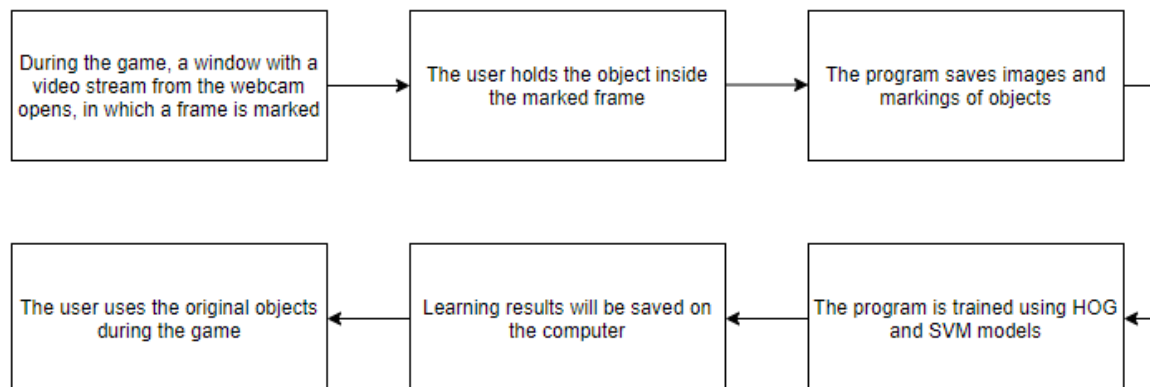 During the game, a window with a
video stream from the webcam
opens, in which a frame is marked
The user holds the object inside
the marked frame
The program saves images and
markings of objects
The program is trained using HOG
and SVM models
Learning results will be saved on
the computer
The user uses the original objects
during the game